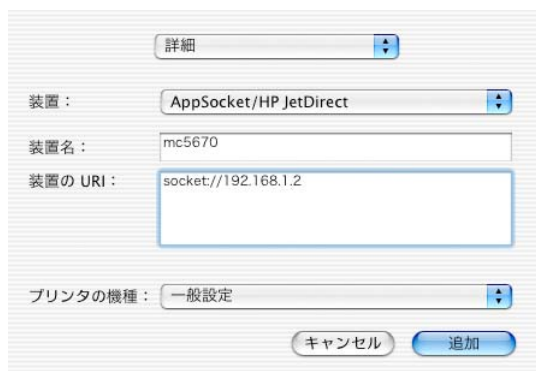 詳細
装置： AppSocket/HP JetDirect
装置名： mc5670
装置の URI： socket://192.168.1.2
プリンタの機種： 一般設定
キャンセル 追加